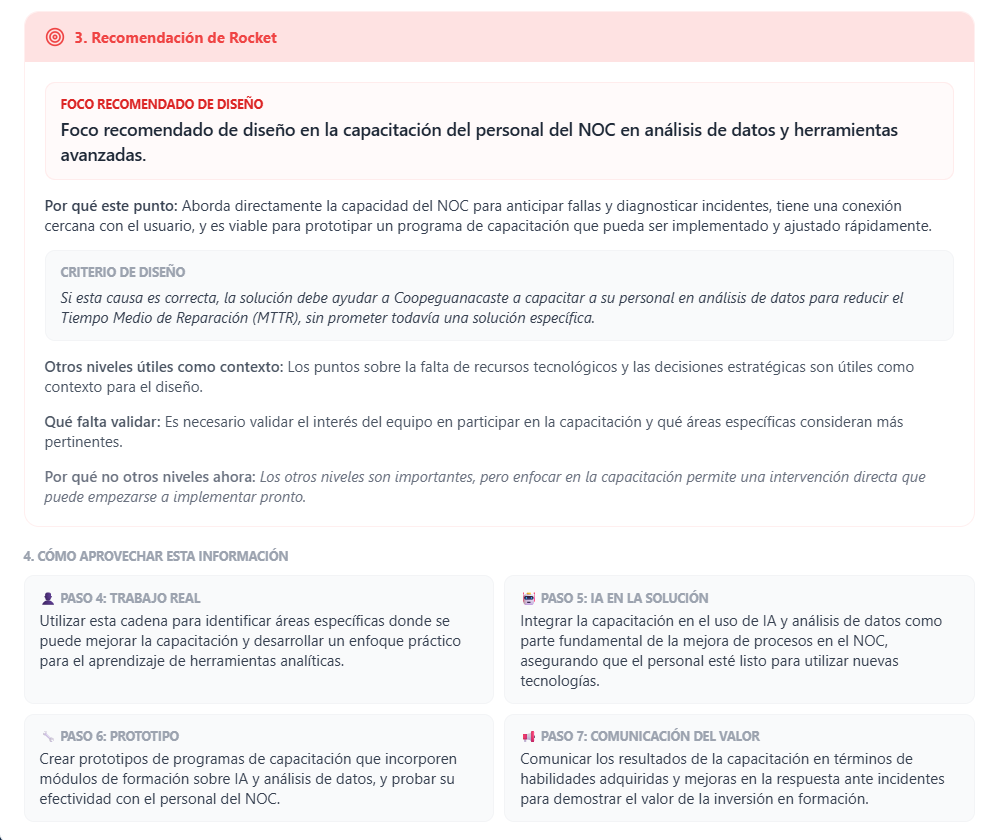 3. Recomendación de Rocket
FOCO RECOMENDADO DE DISEÑO
Foco recomendado de diseño en la capacitación del personal del NOC en análisis de datos y herramientas
avanzadas.
Por qué este punto: Aborda directamente la capacidad del NOC para anticipar fallas y diagnosticar incidentes, tiene una conexión
cercana con el usuario, y es viable para prototipar un programa de capacitación que pueda ser implementado y ajustado rápidamente.
CRITERIO DE DISEÑO
Si esta causa es correcta, la solución debe ayudar a Coopeguanacaste a capacitar a su personal en análisis de datos para reducir el
Tiempo Medio de Reparación (MTTR), sin prometer todavía una solución específica.
Otros niveles útiles como contexto: Los puntos sobre la falta de recursos tecnológicos y las decisiones estratégicas son útiles como
contexto para el diseño.
Qué falta validar: Es necesario validar el interés del equipo en participar en la capacitación y qué áreas específicas consideran más
pertinentes.
Por qué no otros niveles ahora: Los otros niveles son importantes, pero enfocar en la capacitación permite una intervención directa que
puede empezarse a implementar pronto.
4. CÓMO APROVECHAR ESTA INFORMACIÓN
PASO 4: TRABAJO REAL
Utilizar esta cadena para identificar áreas específicas donde se
puede mejorar la capacitación y desarrollar un enfoque práctico
para el aprendizaje de herramientas analíticas.
PASO 5: IA EN LA SOLUCIÓN
Integrar la capacitación en el uso de IA y análisis de datos como
parte fundamental de la mejora de procesos en el NOC,
asegurando que el personal esté listo para utilizar nuevas
tecnologías.
PASO 6: PROTOTIPO
Crear prototipos de programas de capacitación que incorporen
módulos de formación sobre IA y análisis de datos, y probar su
efectividad con el personal del NOC.
PASO 7: COMUNICACIÓN DEL VALOR
Comunicar los resultados de la capacitación en términos de
habilidades adquiridas y mejoras en la respuesta ante incidentes
para demostrar el valor de la inversión en formación.